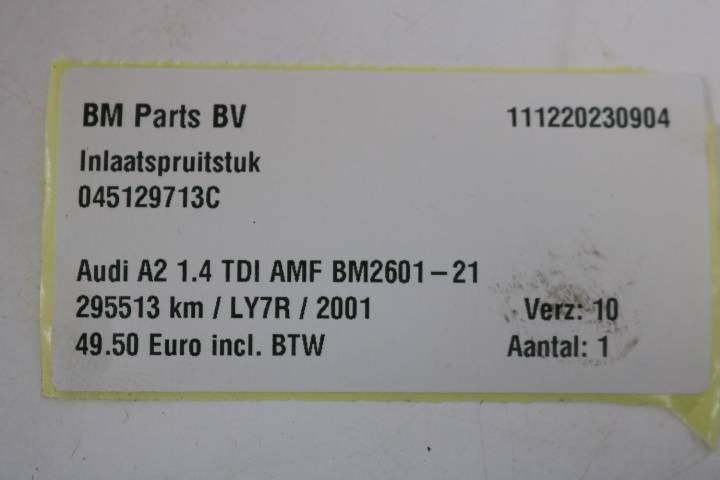 BM Parts BV 111220230904
Inlaatspruitstuk
045129713C
Audi A2 1.4 TDI AMF BM2601-21
295513 km / LY7R / 2001 Verz: 10
49.50 Euro incl. BTW Aantal: 1